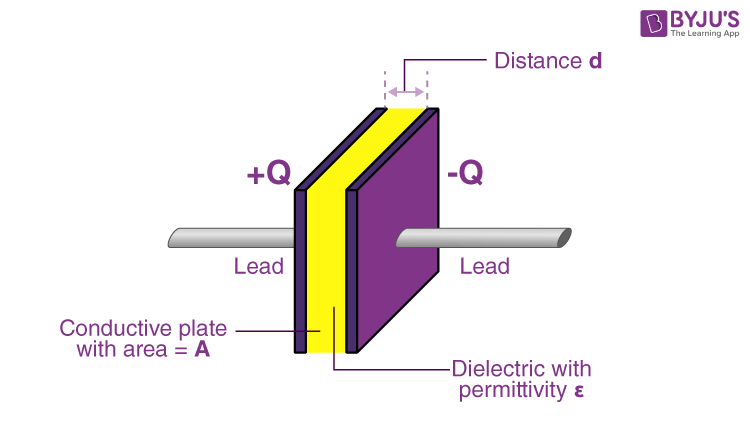 BYJU'S
The Learning App
Distance d
+Q
-Q
Lead
Lead
Conductive plate
with area = A
Dielectric with
permittivity ε